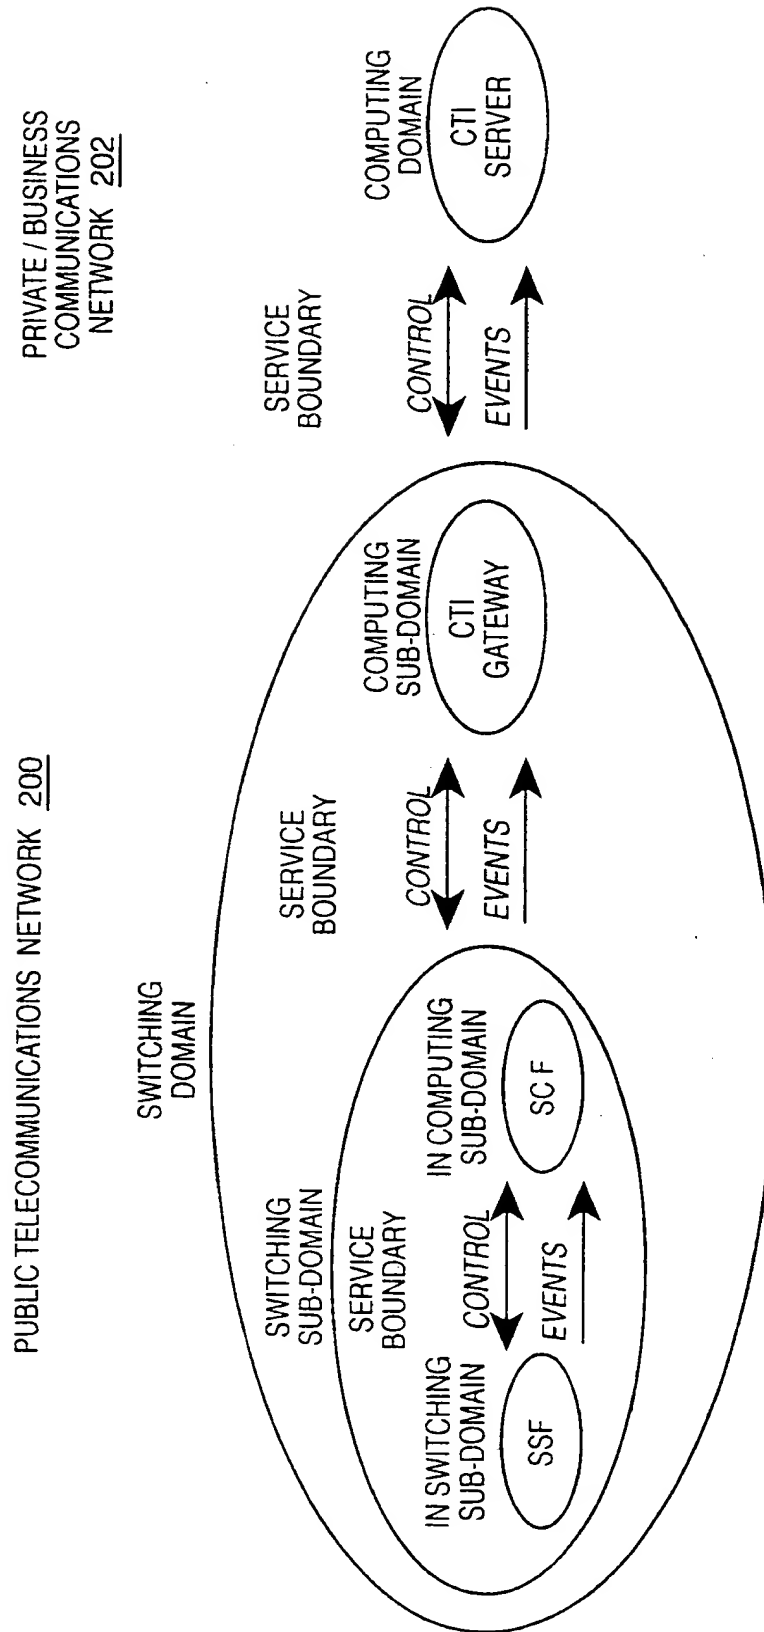 PUBLIC TELECOMMUNICATIONS NETWORK 200
PRIVATE / BUSINESS
COMMUNICATIONS
NETWORK 202
SWITCHING
DOMAIN
SWITCHING
SUB-DOMAIN
SERVICE
BOUNDARY
IN SWITCHING
SUB-DOMAIN
SSF
CONTROL
EVENTS
IN COMPUTING
SUB-DOMAIN
SCF
SERVICE
BOUNDARY
CONTROL
EVENTS
COMPUTING
SUB-DOMAIN
CTI
GATEWAY
SERVICE
BOUNDARY
CONTROL
EVENTS
COMPUTING
DOMAIN
CTI
SERVER